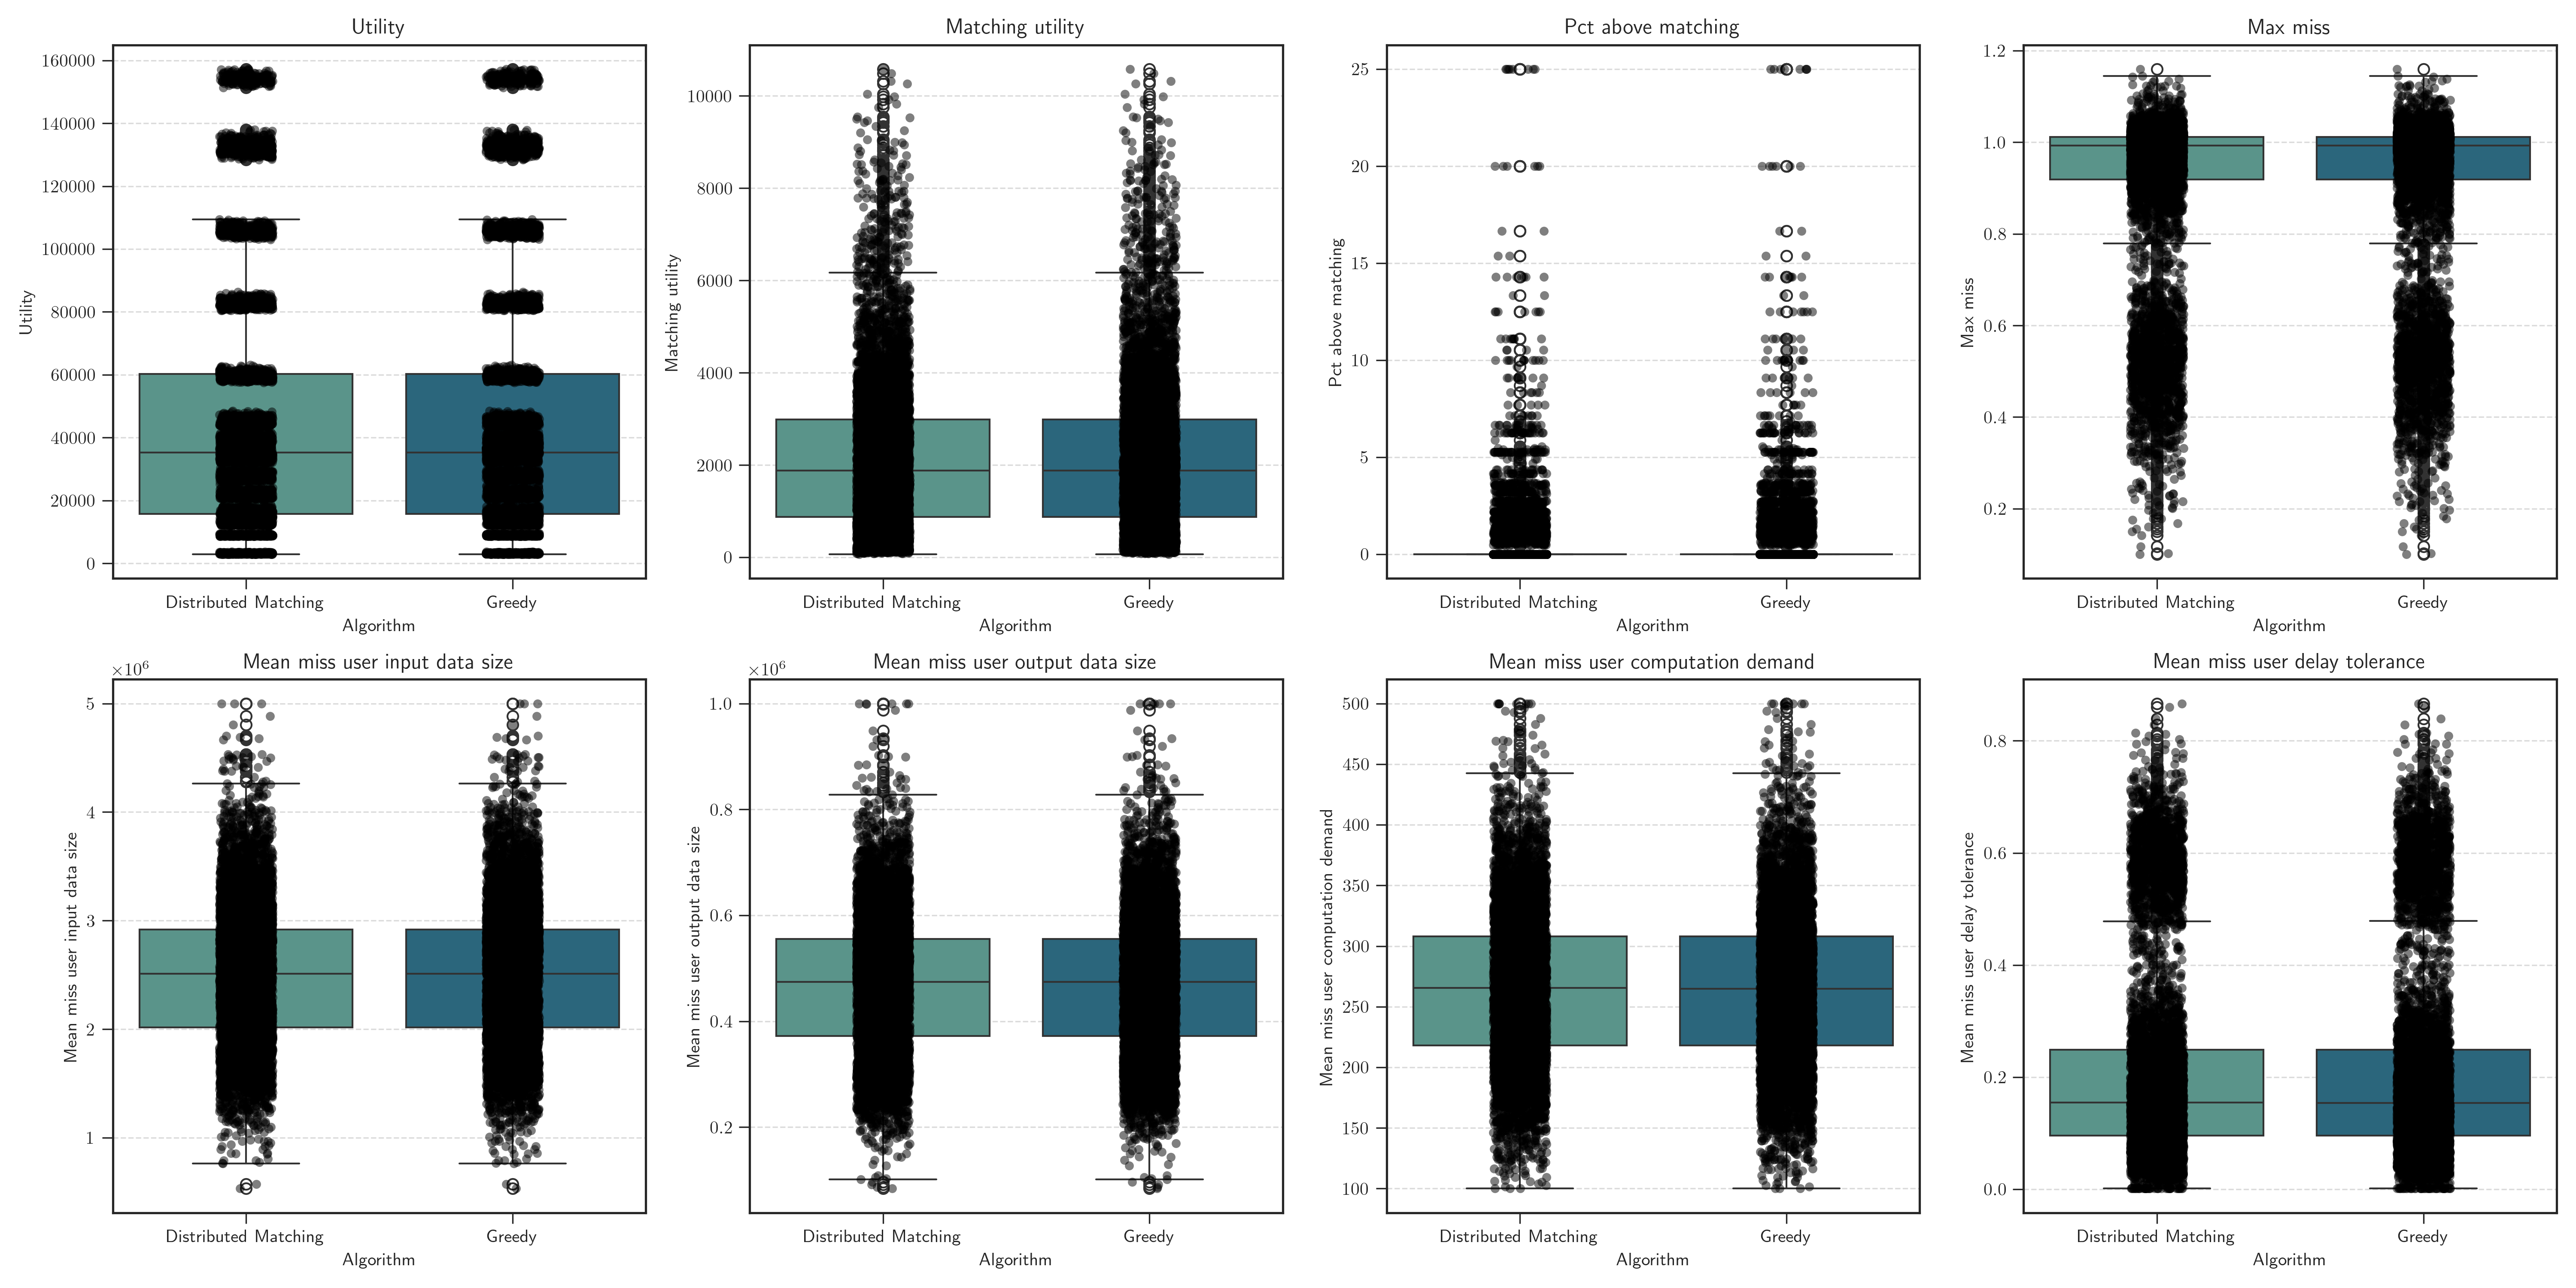 Utility
160000
140000
120000
100000
80000
60000
40000
20000
0
Utility
Distributed Matching
Greedy
Algorithm
Matching utility
10000
8000
6000
4000
2000
0
Matching utility
Distributed Matching
Greedy
Algorithm
Pct above matching
25
20
15
10
5
0
Pct above matching
Distributed Matching
Greedy
Algorithm
Max miss
1.2
1.0
0.8
0.6
0.4
0.2
Max miss
Distributed Matching
Greedy
Algorithm
Mean miss user input data size
×10⁶
5
4
3
2
1
Mean miss user input data size
Distributed Matching
Greedy
Algorithm
Mean miss user output data size
×10⁶
1.0
0.8
0.6
0.4
0.2
Mean miss user output data size
Distributed Matching
Greedy
Algorithm
Mean miss user computation demand
500
450
400
350
300
250
200
150
100
Mean miss user computation demand
Distributed Matching
Greedy
Algorithm
Mean miss user delay tolerance
0.8
0.6
0.4
0.2
0.0
Mean miss user delay tolerance
Distributed Matching
Greedy
Algorithm